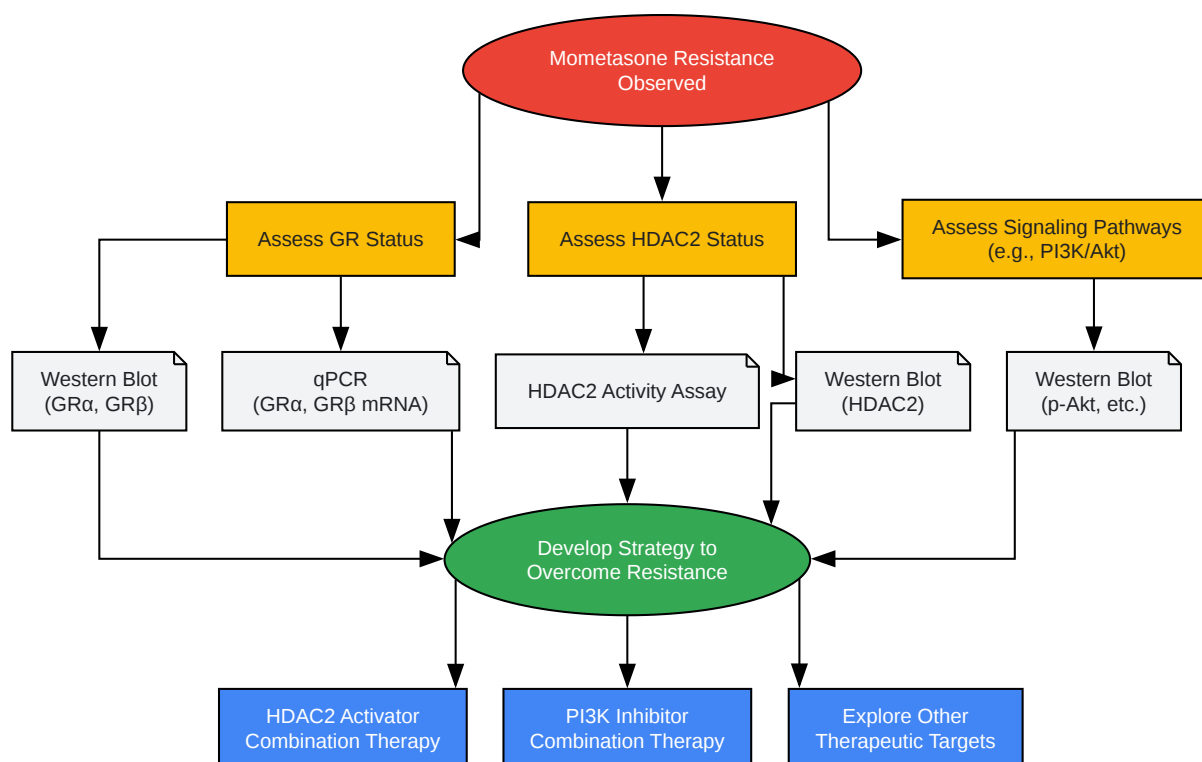 Mometasone Resistance
Observed
Assess GR Status
Assess HDAC2 Status
Assess Signaling Pathways
(e.g., PI3K/Akt)
Western Blot
(GRα, GRβ)
qPCR
(GRα, GRβ mRNA)
HDAC2 Activity Assay
Western Blot
(HDAC2)
Western Blot
(p-Akt, etc.)
Develop Strategy to
Overcome Resistance
HDAC2 Activator
Combination Therapy
PI3K Inhibitor
Combination Therapy
Explore Other
Therapeutic Targets